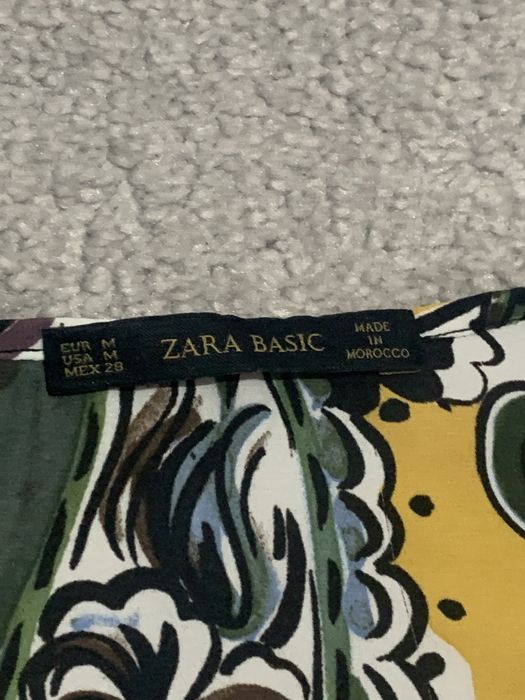 EUR M
USA M
MEX 28
ZARA BASIC
MADE
IN
MOROCCO